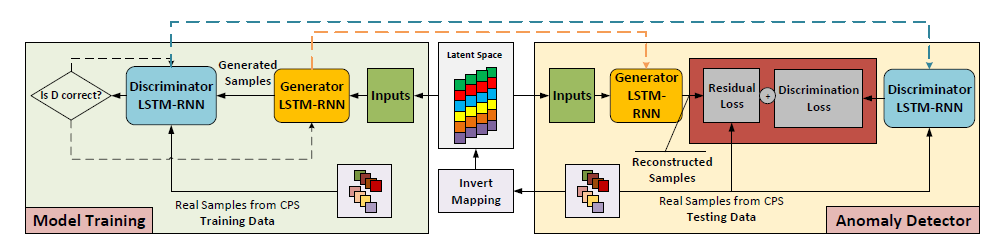 Is D correct?
Discriminator
LSTM-RNN
Generated
Samples
Generator
LSTM-RNN
Inputs
Real Samples from CPS
Training Data
Model Training
Latent Space
Invert
Mapping
Inputs
Generator
LSTM-
RNN
Reconstructed
Samples
Residual
Loss
+
Discrimination
Loss
Discriminator
LSTM-RNN
Real Samples from CPS
Testing Data
Anomaly Detector